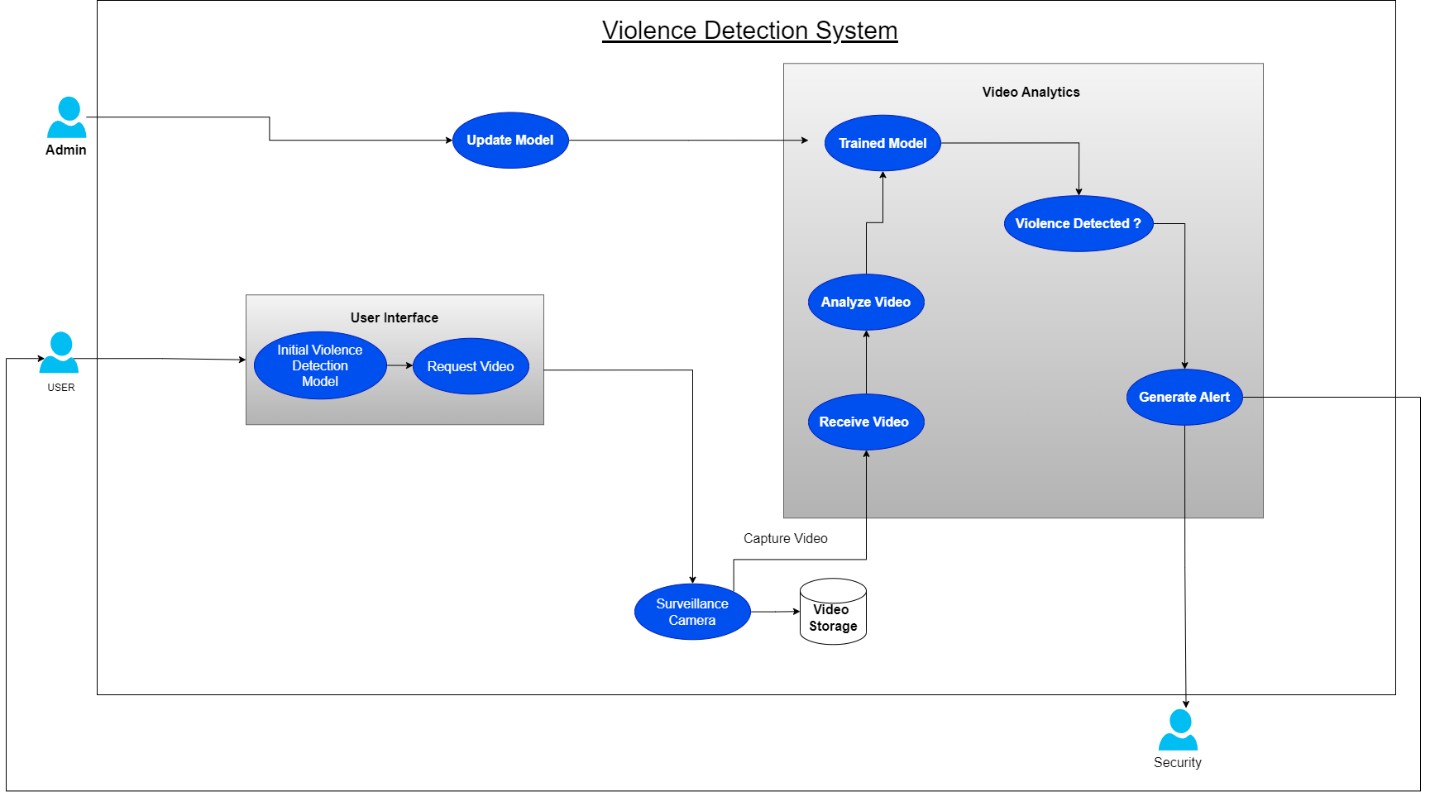 Violence Detection System
Video Analytics
Admin
Update Model
Trained Model
Violence Detected ?
Analyze Video
User Interface
Initial Violence
Detection
Model
Request Video
USER
Generate Alert
Receive Video
Capture Video
Surveillance
Camera
Video
Storage
Security